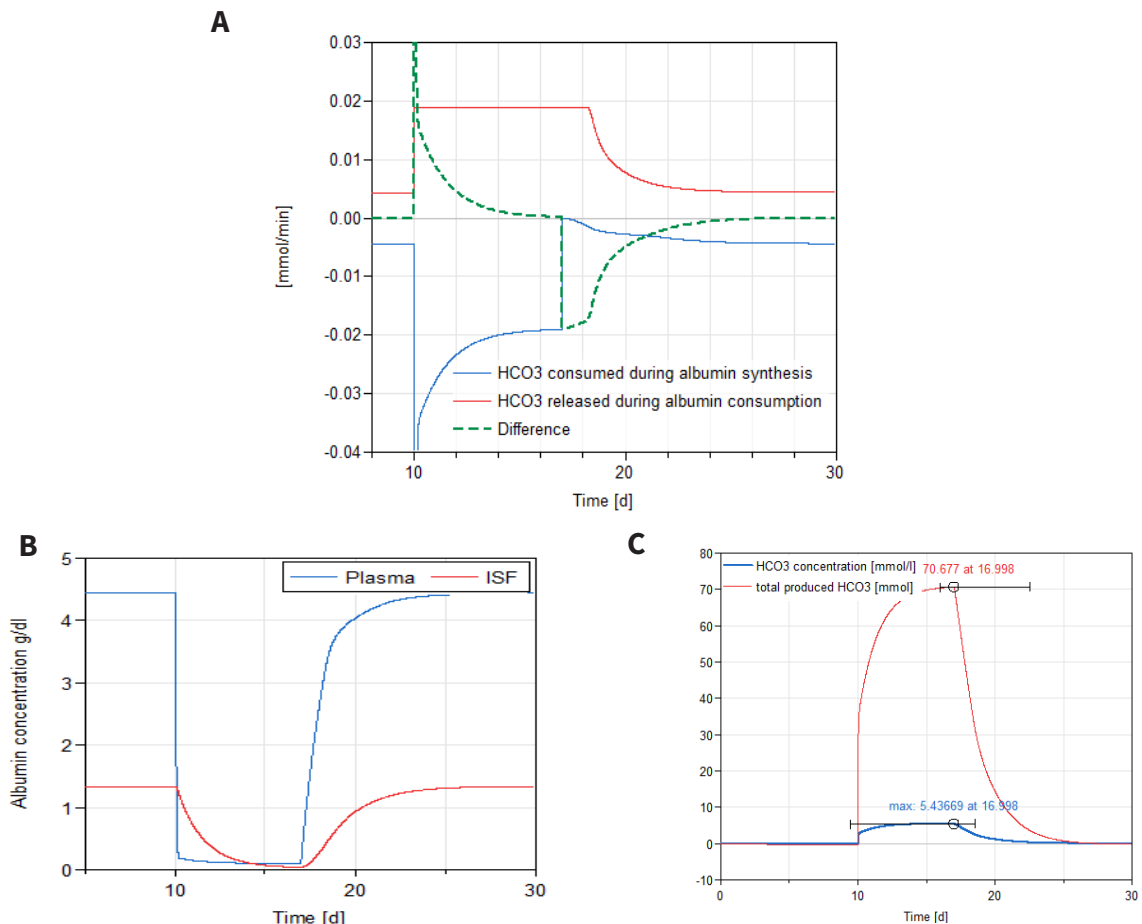 A
0.03
0.02
0.01
0.00
-0.01
-0.02
-0.03
-0.04
[mmol/min]
HCO3 consumed during albumin synthesis
HCO3 released during albumin consumption
Difference
10
20
30
Time [d]
B
5
4
3
2
1
0
Albumin concentration g/dl
Plasma
ISF
10
20
30
Time [d]
C
80
70
60
50
40
30
20
10
0
-10
HCO3 concentration [mmol/l]
70.677 at 16.998
total produced HCO3 [mmol]
max: 5.43669 at 16.998
0
10
20
30
Time [d]